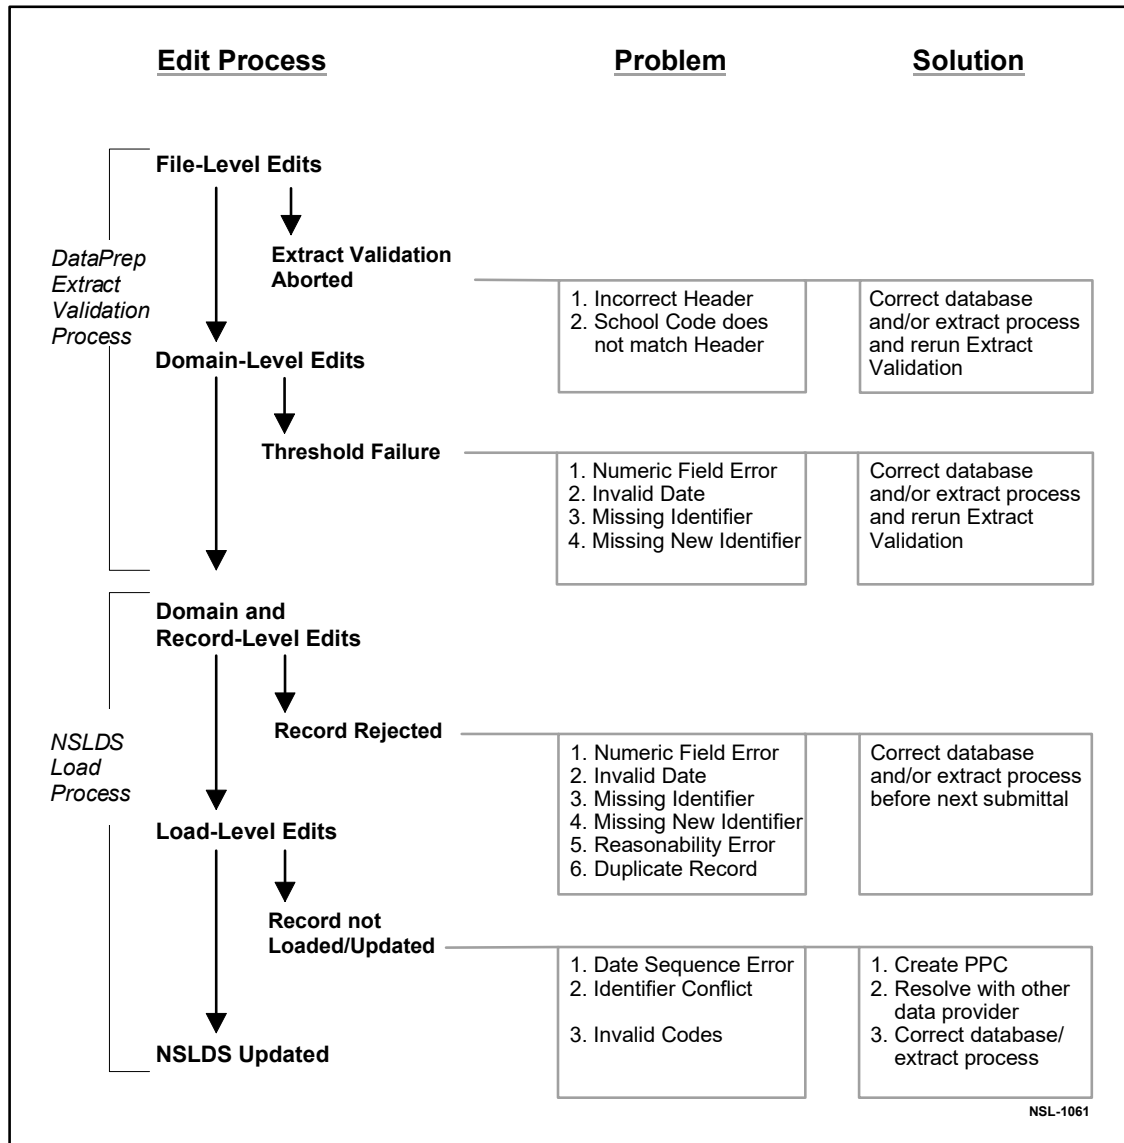 Edit Process
Problem
Solution
File-Level Edits
DataPrep
Extract
Validation
Process
Extract Validation
Aborted
1. Incorrect Header
2. School Code does
not match Header
Correct database
and/or extract process
and rerun Extract
Validation
Domain-Level Edits
Threshold Failure
1. Numeric Field Error
2. Invalid Date
3. Missing Identifier
4. Missing New Identifier
Correct database
and/or extract process
and rerun Extract
Validation
Domain and
Record-Level Edits
NSLDS
Load
Process
Record Rejected
1. Numeric Field Error
2. Invalid Date
3. Missing Identifier
4. Missing New Identifier
5. Reasonability Error
6. Duplicate Record
Correct database
and/or extract process
before next submittal
Load-Level Edits
Record not
Loaded/Updated
1. Date Sequence Error
2. Identifier Conflict
3. Invalid Codes
1. Create PPC
2. Resolve with other
data provider
3. Correct database/
extract process
NSLDS Updated
NSL-1061